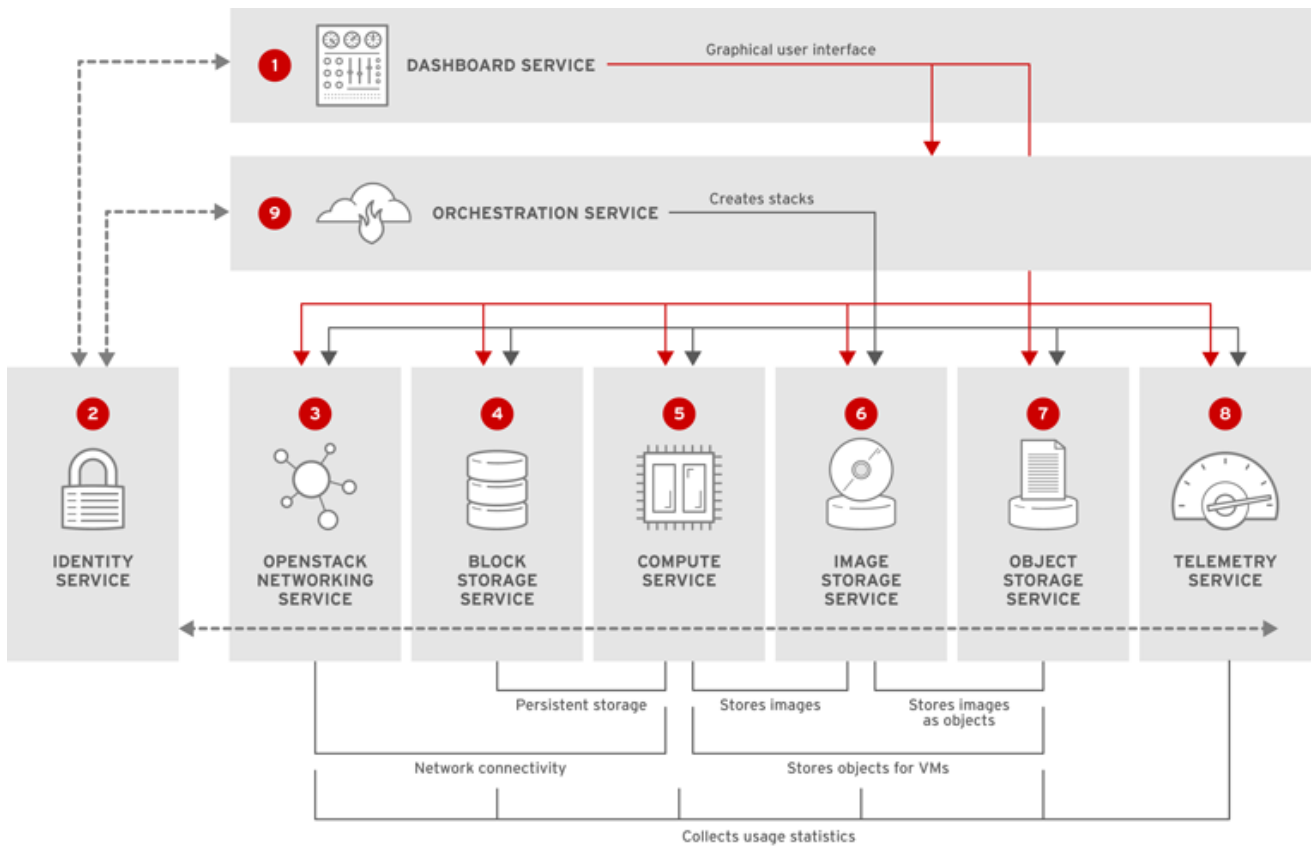 1
DASHBOARD SERVICE
Graphical user interface
9
ORCHESTRATION SERVICE
Creates stacks
2
IDENTITY
SERVICE
3
OPENSTACK
NETWORKING
SERVICE
4
BLOCK
STORAGE
SERVICE
5
COMPUTE
SERVICE
6
IMAGE
STORAGE
SERVICE
7
OBJECT
STORAGE
SERVICE
8
TELEMETRY
SERVICE
Persistent storage
Stores images
Stores images
as objects
Network connectivity
Stores objects for VMs
Collects usage statistics